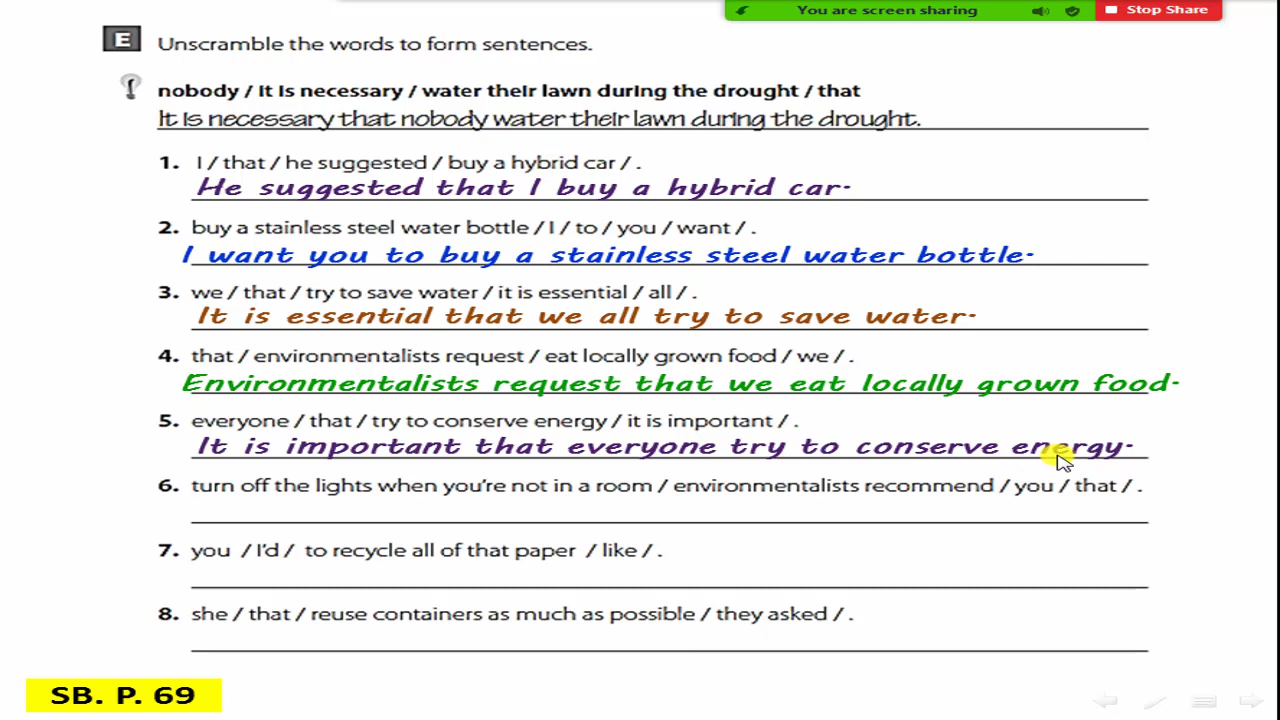 You are screen sharing
Stop Share
E Unscramble the words to form sentences.
nobody / it is necessary / water their lawn during the drought / that
It is necessary that nobody water their lawn during the drought.
1. I / that / he suggested / buy a hybrid car / .
He suggested that I buy a hybrid car.
2. buy a stainless steel water bottle / I / to / you / want / .
I want you to buy a stainless steel water bottle.
3. we / that / try to save water / it is essential / all / .
It is essential that we all try to save water.
4. that / environmentalists request / eat locally grown food / we / .
Environmentalists request that we eat locally grown food.
5. everyone / that / try to conserve energy / it is important / .
It is important that everyone try to conserve energy.
6. turn off the lights when you're not in a room / environmentalists recommend / you / that / .
7. you / I'd / to recycle all of that paper / like / .
8. she / that / reuse containers as much as possible / they asked / .
SB. P. 69